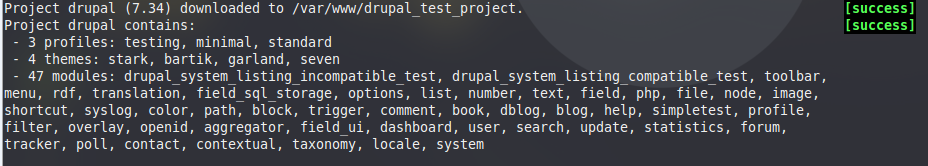 Project drupal (7.34) downloaded to /var/www/drupal_test_project. [success]
Project drupal contains: [success]
- 3 profiles: testing, minimal, standard
- 4 themes: stark, bartik, garland, seven
- 47 modules: drupal_system_listing_incompatible_test, drupal_system_listing_compatible_test, toolbar,
menu, rdf, translation, field_sql_storage, options, list, number, text, field, php, file, node, image,
shortcut, syslog, color, path, block, trigger, comment, book, dblog, blog, help, simpletest, profile,
filter, overlay, openid, aggregator, field_ui, dashboard, user, search, update, statistics, forum,
tracker, poll, contact, contextual, taxonomy, locale, system